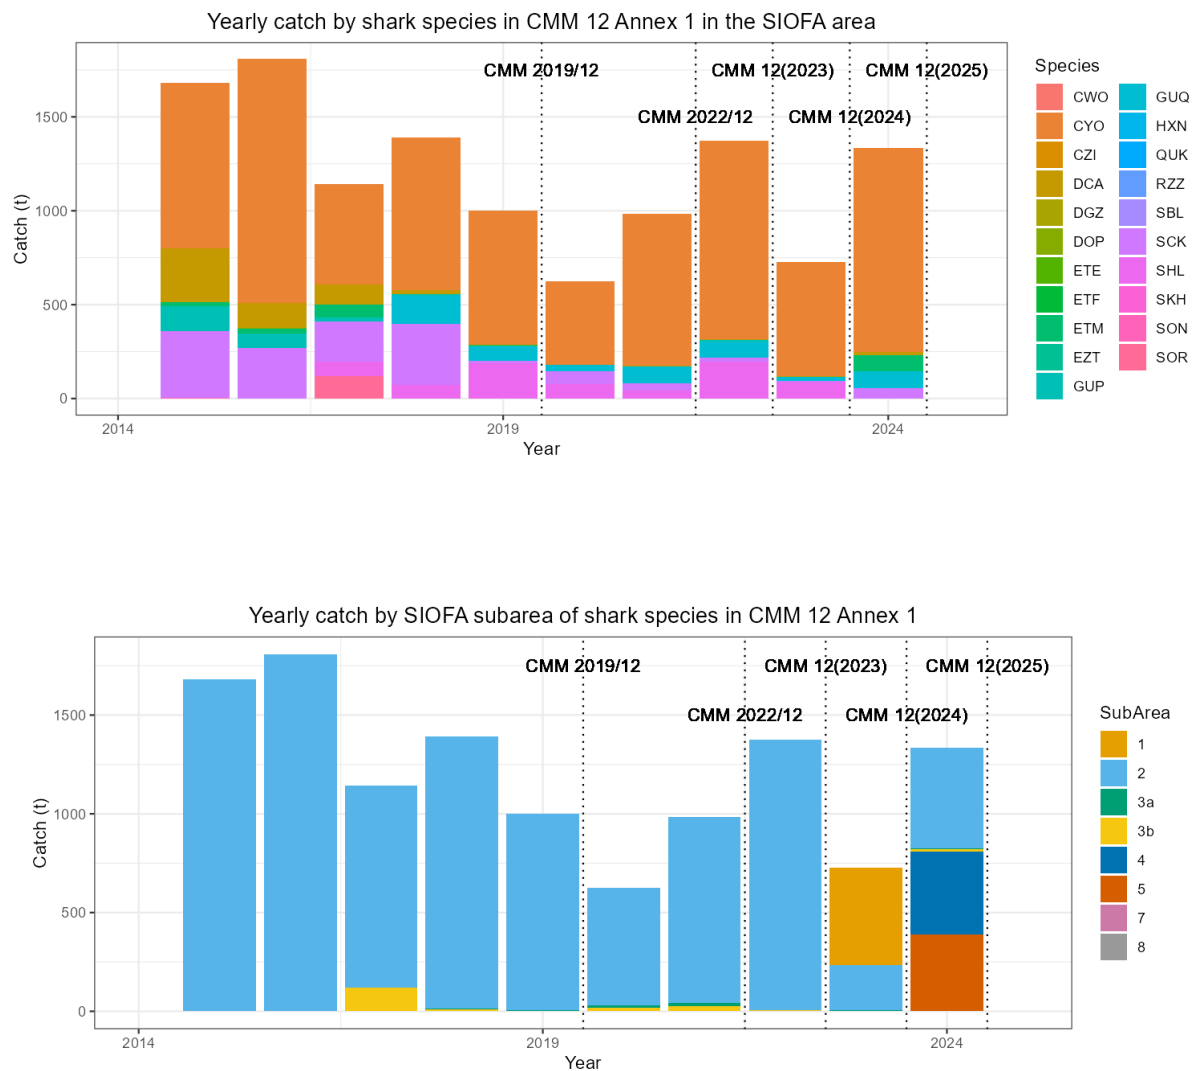 Yearly catch by shark species in CMM 12 Annex 1 in the SIOFA area
CMM 2019/12
CMM 12(2023)
CMM 12(2025)
CMM 2022/12
CMM 12(2024)
1500
1000
500
0
Catch (t)
2014
2019
2024
Year
Species
CWO
CYO
CZI
DCA
DGZ
DOP
ETE
ETF
ETM
EZT
GUP
GUQ
HXN
QUK
RZZ
SBL
SCK
SHL
SKH
SON
SOR
Yearly catch by SIOFA subarea of shark species in CMM 12 Annex 1
CMM 2019/12
CMM 12(2023)
CMM 12(2025)
CMM 2022/12
CMM 12(2024)
1500
1000
500
0
Catch (t)
2014
2019
2024
Year
SubArea
1
2
3a
3b
4
5
7
8